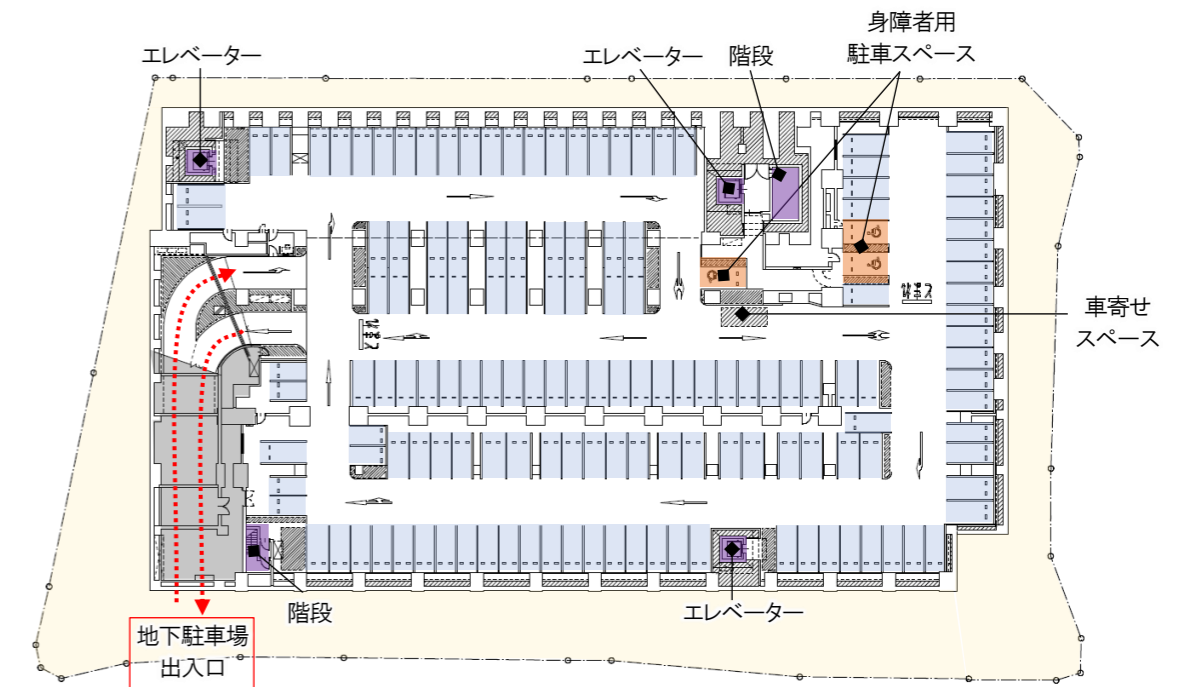 エレベーター
エレベーター
階段
身障者用
駐車スペース
車寄せ
スペース
階段
エレベーター
地下駐車場
出入口